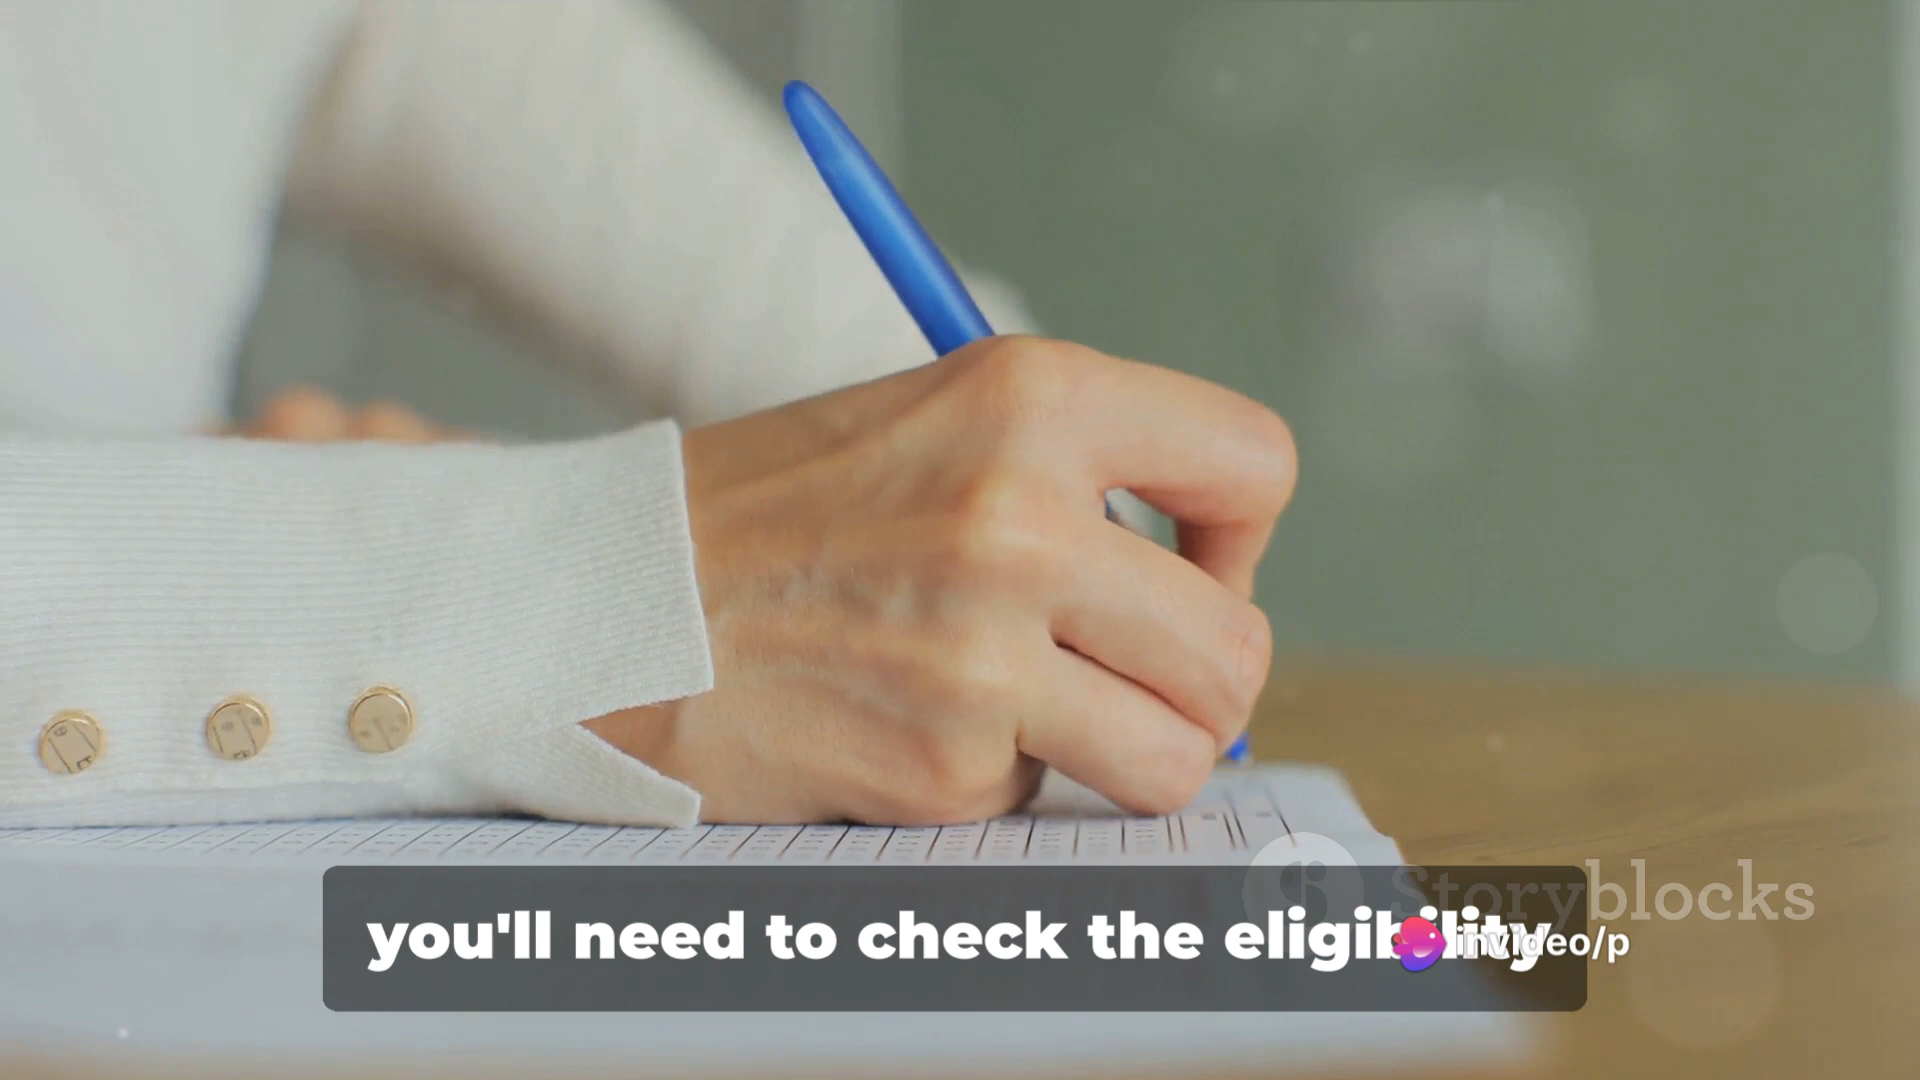 Storyblocks
you'll need to check the eligibility
invideo/p